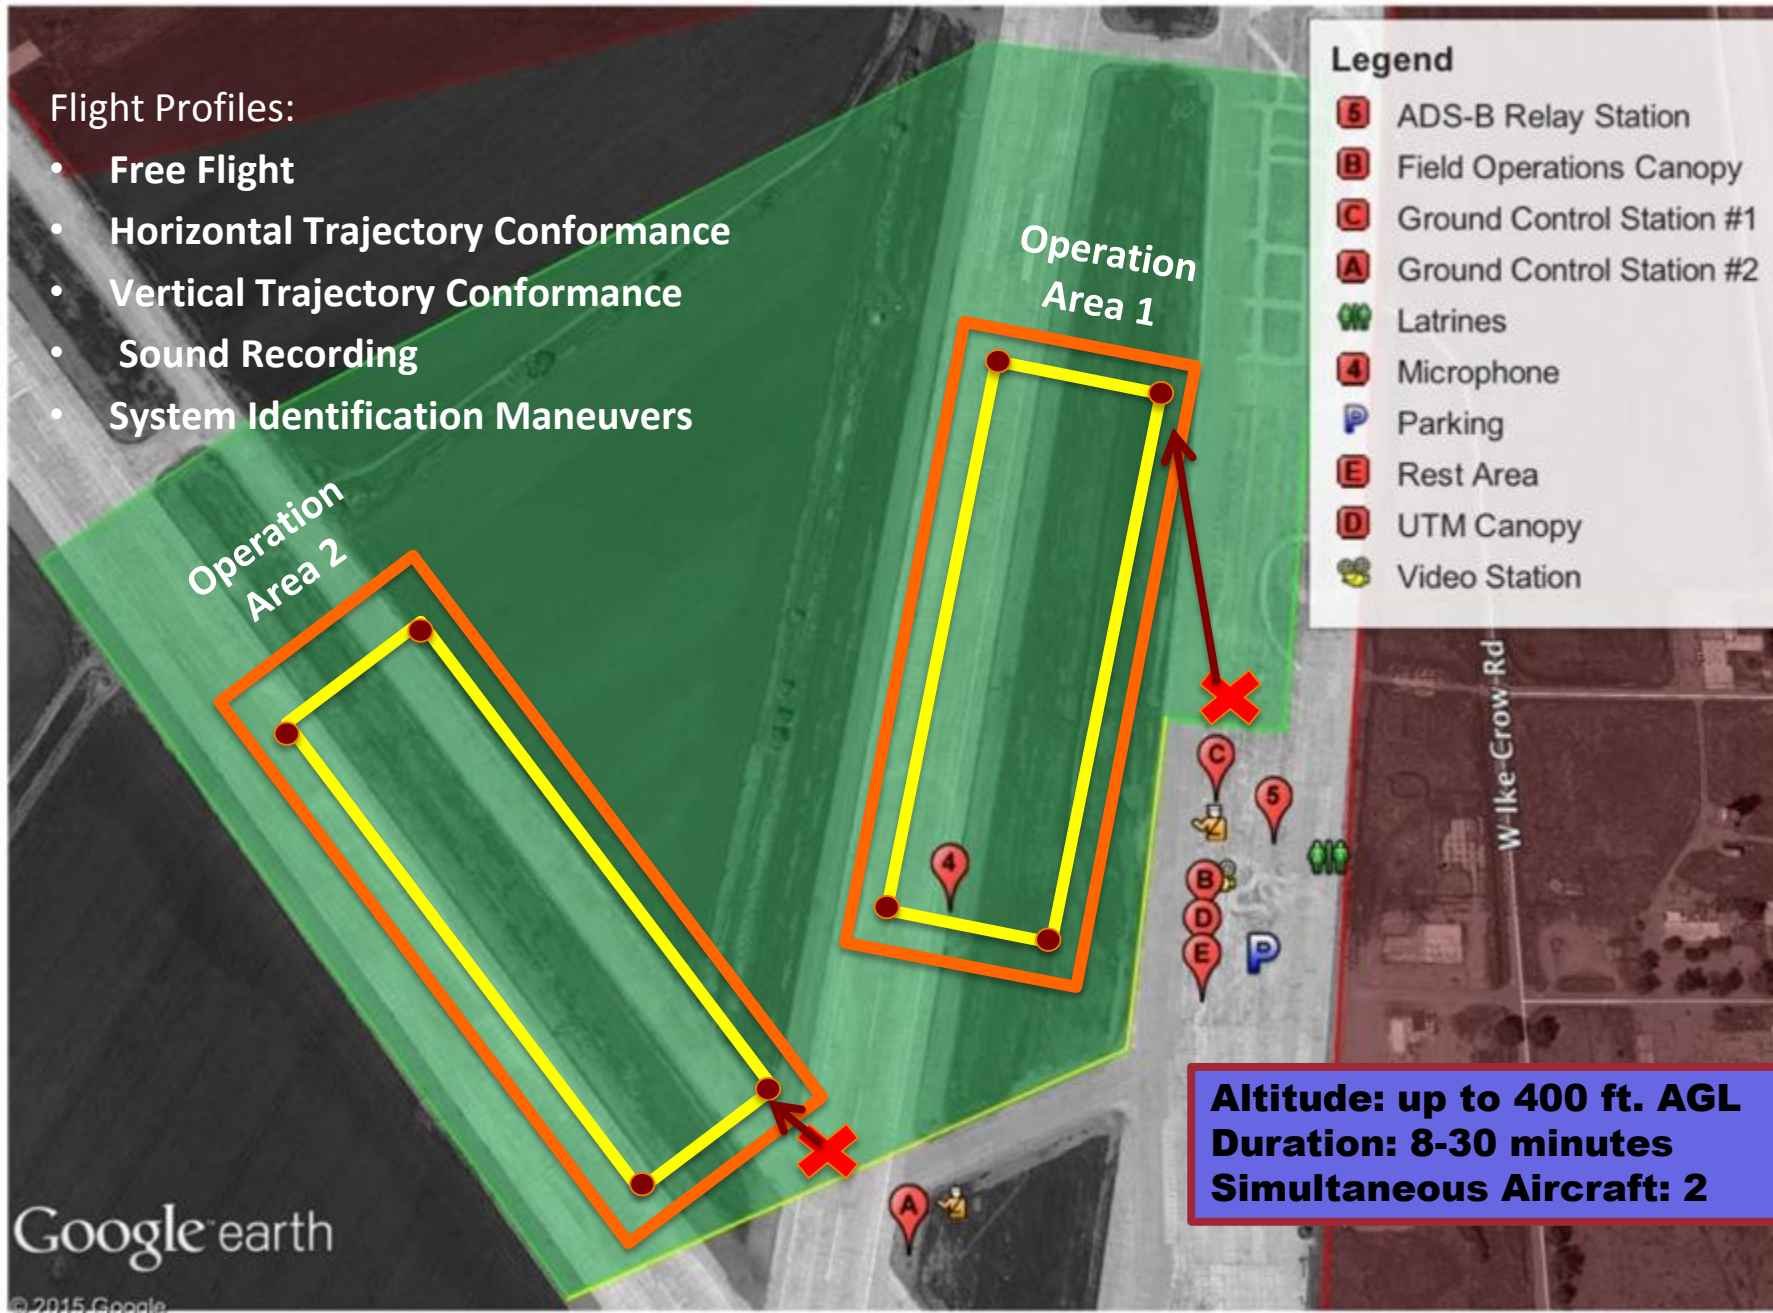 Flight Profiles:
• Free Flight
• Horizontal Trajectory Conformance
• Vertical Trajectory Conformance
• Sound Recording
• System Identification Maneuvers
Operation
Area 1
Operation
Area 2
Legend
5 ADS-B Relay Station
B Field Operations Canopy
C Ground Control Station #1
A Ground Control Station #2
Latrines
4 Microphone
P Parking
E Rest Area
D UTM Canopy
Video Station
W-Ike-Crow Rd
C
5
4
B
D
E
P
A
Altitude: up to 400 ft. AGL
Duration: 8-30 minutes
Simultaneous Aircraft: 2
Google earth
© 2015 Google